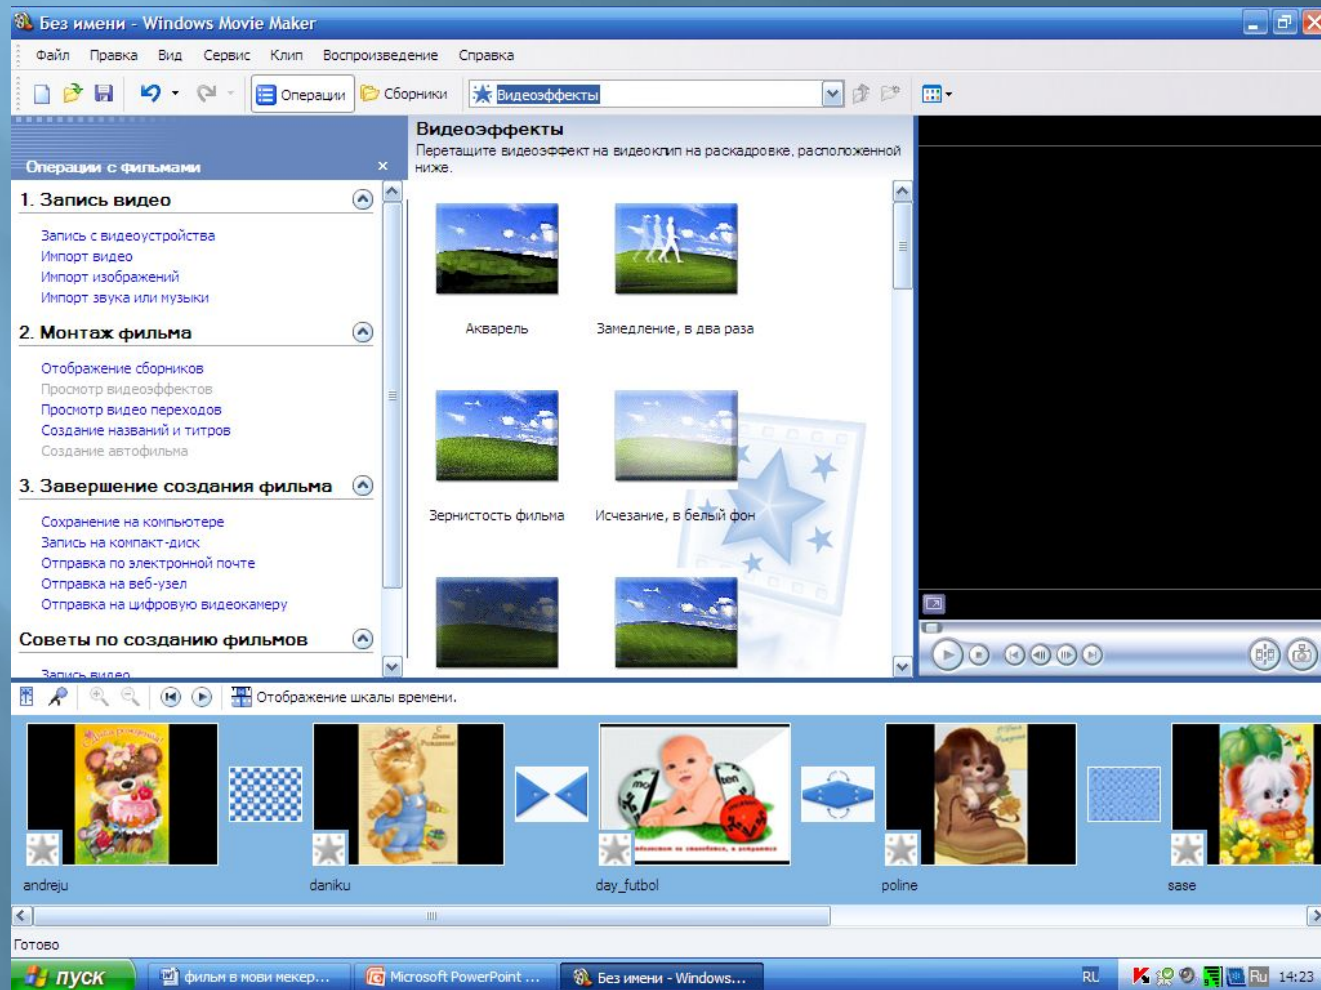 Без имени - Windows Movie Maker
Файл Правка Вид Сервис Клип Воспроизведение Справка
Операции Сборники Видеоэффекты
Операции с фильмами
1. Запись видео
Запись с видеоустройства
Импорт видео
Импорт изображений
Импорт звука или музыки
2. Монтаж фильма
Отображение сборников
Просмотр видеоэффектов
Просмотр видео переходов
Создание названий и титров
Создание автофильма
3. Завершение создания фильма
Сохранение на компьютере
Запись на компакт-диск
Отправка по электронной почте
Отправка на веб-узел
Отправка на цифровую видеокамеру
Советы по созданию фильмов
Запись видео
Видеоэффекты
Перетащите видеоэффект на видеоклип на раскадровке, расположенной
ниже.
Акварель Замедление, в два раза
Зернистость фильма Исчезание, в белый фон
Отображение шкалы времени.
С Днем
Рождения!
andreju daniku day_futbol poline sase
Готово
пуск фильм в мови мекер... Microsoft PowerPoint ... Без имени - Windows... RL Ru 14:23